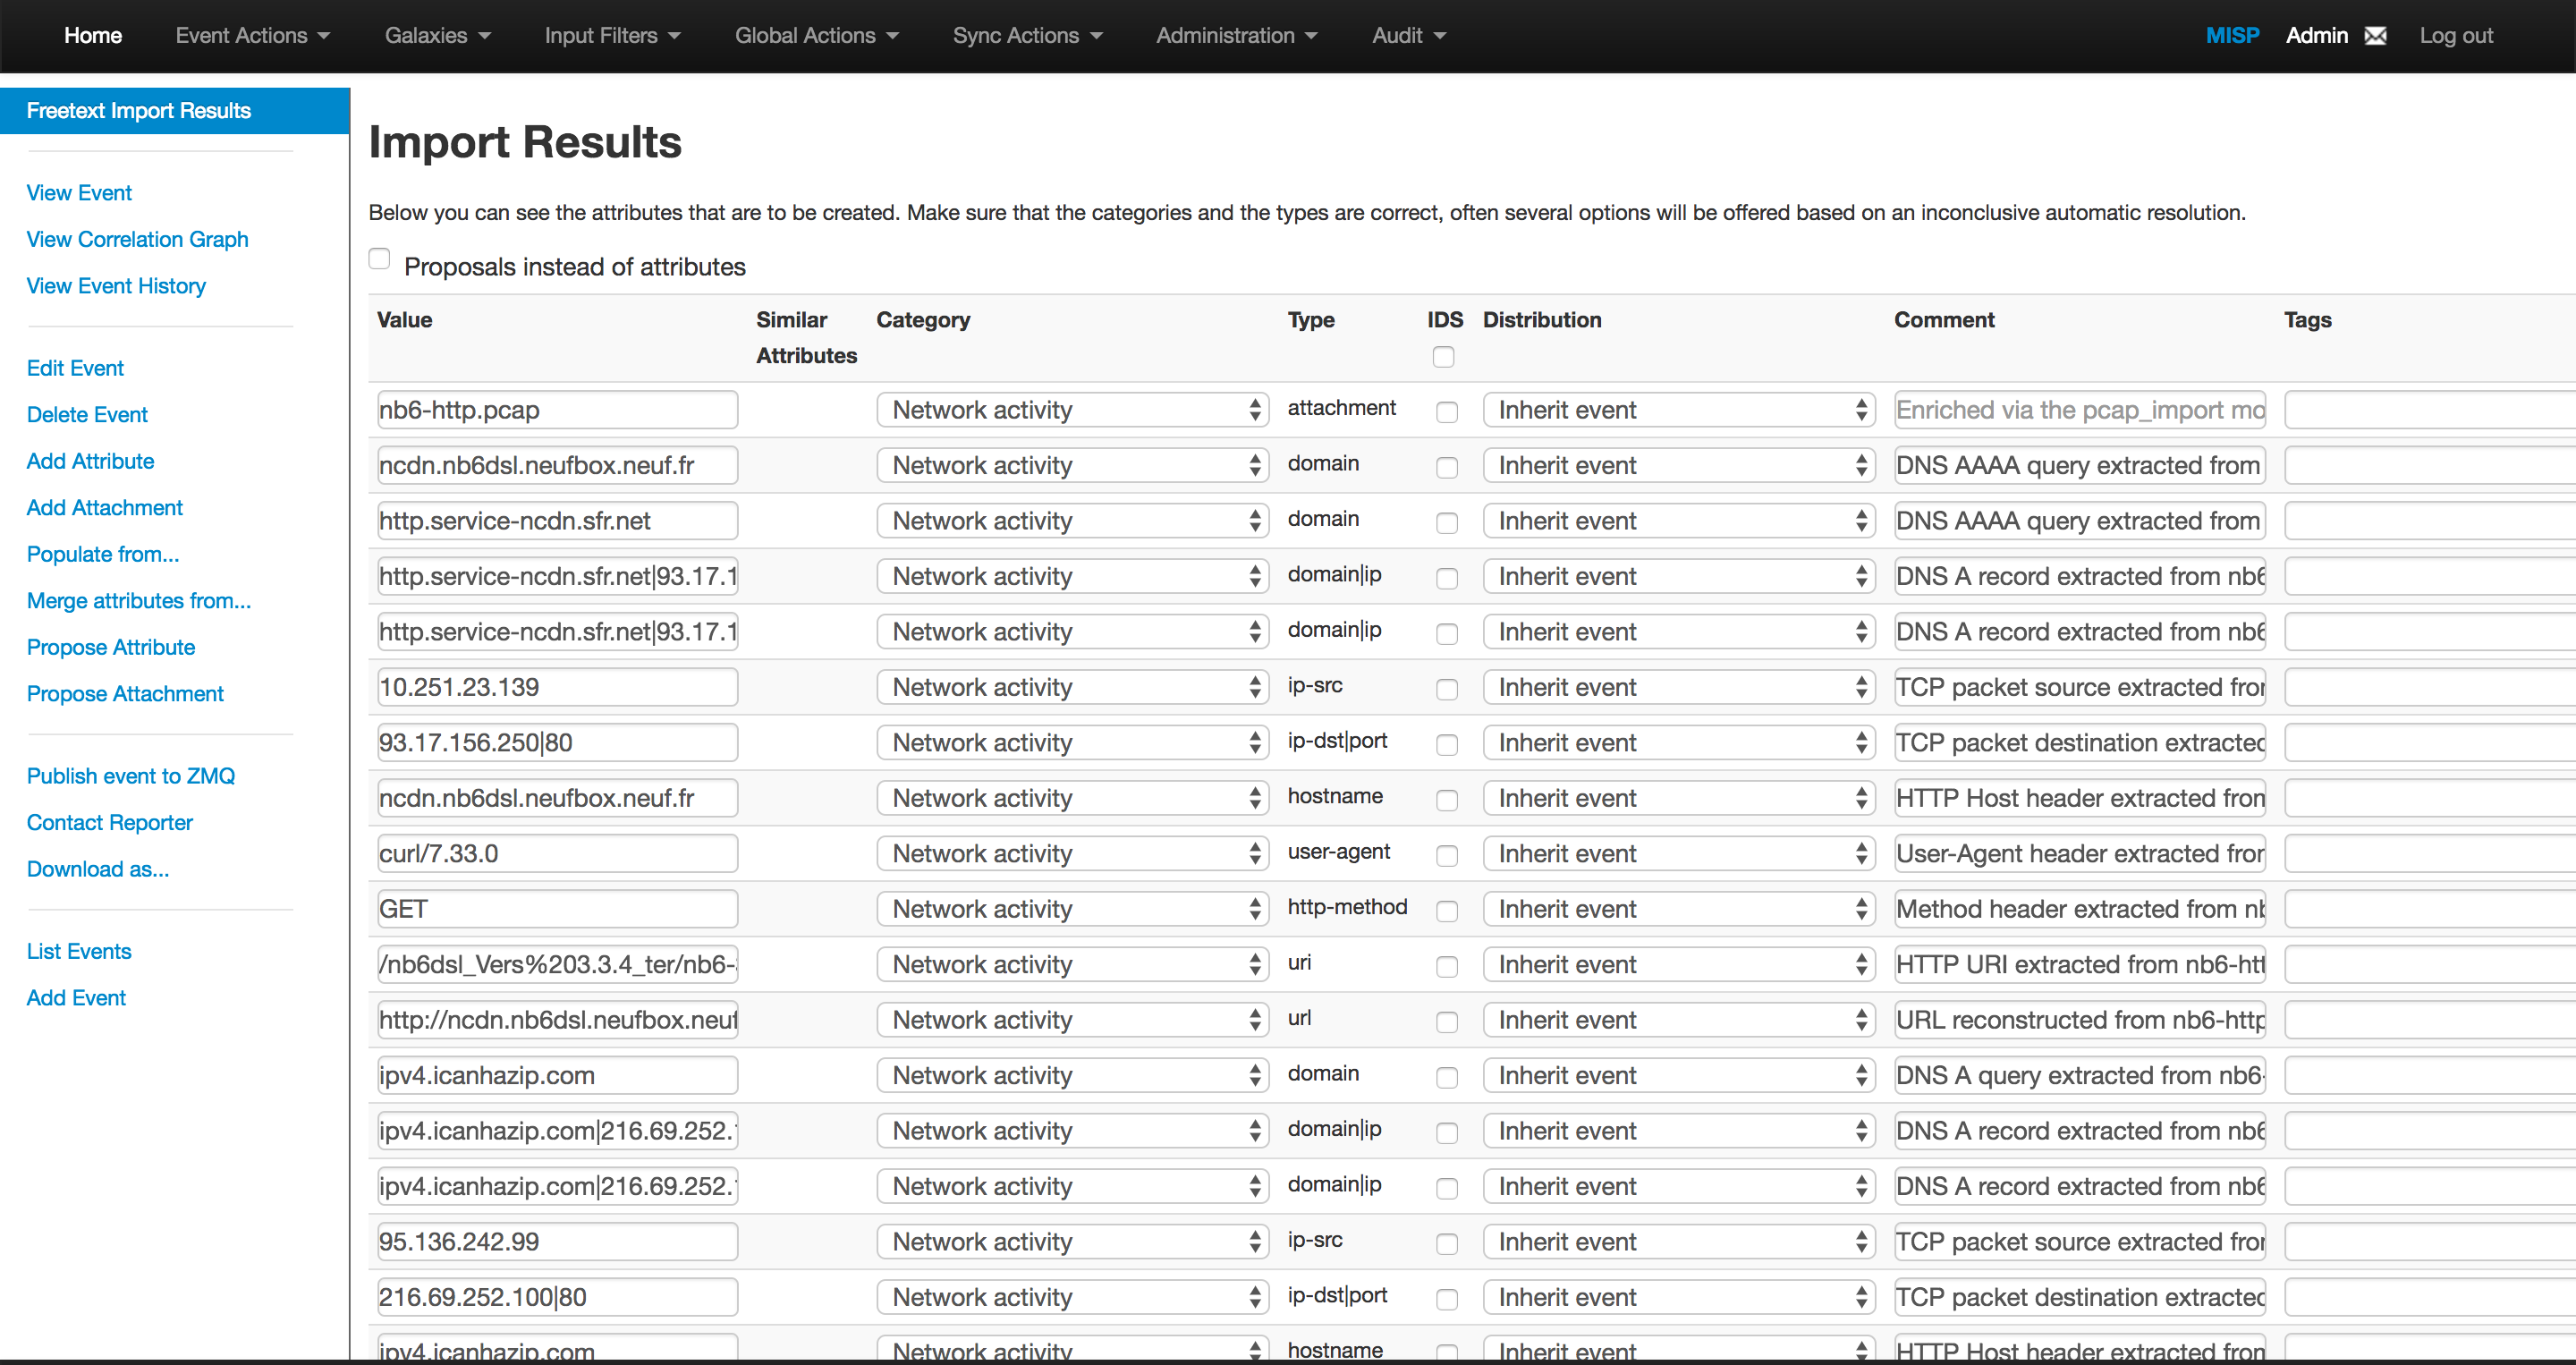 Home Event Actions Galaxies Input Filters Global Actions Sync Actions Administration Audit MISP Admin Log out
Freetext Import Results
View Event
View Correlation Graph
View Event History
Edit Event
Delete Event
Add Attribute
Add Attachment
Populate from...
Merge attributes from...
Propose Attribute
Propose Attachment
Publish event to ZMQ
Contact Reporter
Download as...
List Events
Add Event
Import Results
Below you can see the attributes that are to be created. Make sure that the categories and the types are correct, often several options will be offered based on an inconclusive automatic resolution.
Proposals instead of attributes
Value Similar Attributes Category Type IDS Distribution Comment Tags
nb6-http.pcap Network activity attachment Inherit event Enriched via the pcap_import mo
ncdn.nb6dsl.neufbox.neuf.fr Network activity domain Inherit event DNS AAAA query extracted from
http.service-ncdn.sfr.net Network activity domain Inherit event DNS AAAA query extracted from
http.service-ncdn.sfr.net|93.17.1 Network activity domain|ip Inherit event DNS A record extracted from nb6
http.service-ncdn.sfr.net|93.17.1 Network activity domain|ip Inherit event DNS A record extracted from nb6
10.251.23.139 Network activity ip-src Inherit event TCP packet source extracted from
93.17.156.250|80 Network activity ip-dst|port Inherit event TCP packet destination extracted
ncdn.nb6dsl.neufbox.neuf.fr Network activity hostname Inherit event HTTP Host header extracted from
curl/7.33.0 Network activity user-agent Inherit event User-Agent header extracted from
GET Network activity http-method Inherit event Method header extracted from nb
/nb6dsl_Vers%203.3.4_ter/nb6- Network activity uri Inherit event HTTP URI extracted from nb6-htt
http://ncdn.nb6dsl.neufbox.neuf Network activity url Inherit event URL reconstructed from nb6-http
ipv4.icanhazip.com Network activity domain Inherit event DNS A query extracted from nb6-
ipv4.icanhazip.com|216.69.252. Network activity domain|ip Inherit event DNS A record extracted from nb6
ipv4.icanhazip.com|216.69.252. Network activity domain|ip Inherit event DNS A record extracted from nb6
95.136.242.99 Network activity ip-src Inherit event TCP packet source extracted from
216.69.252.100|80 Network activity ip-dst|port Inherit event TCP packet destination extracted
ipv4.icanhazip.com Network activity hostname Inherit event HTTP Host header extracted from